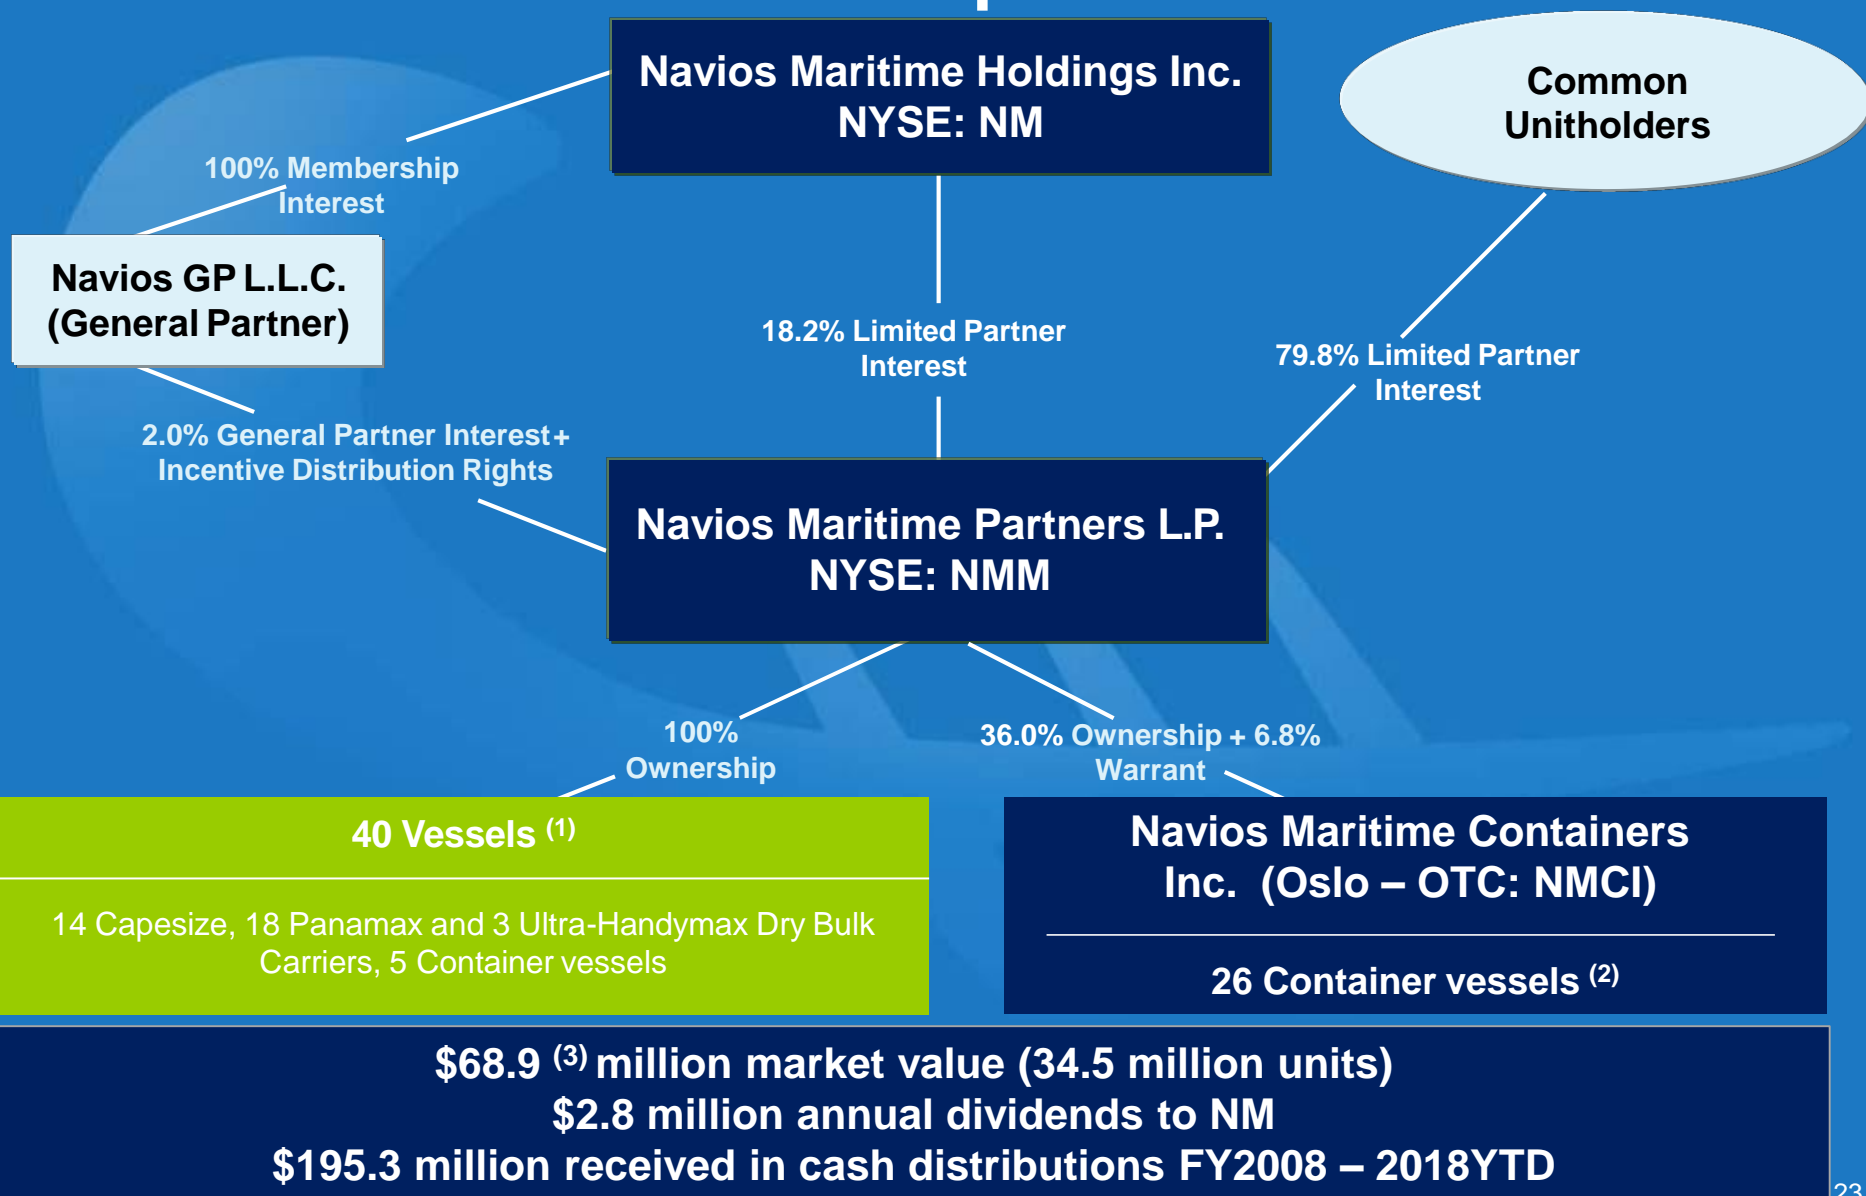 Navios Maritime Holdings Inc.
NYSE: NM
Common
Unitholders
100% Membership
Interest
Navios GP L.L.C.
(General Partner)
18.2% Limited Partner
Interest
79.8% Limited Partner
Interest
2.0% General Partner Interest+
Incentive Distribution Rights
Navios Maritime Partners L.P.
NYSE: NMM
100%
Ownership
36.0% Ownership + 6.8%
Warrant
40 Vessels (1)
14 Capesize, 18 Panamax and 3 Ultra-Handymax Dry Bulk
Carriers, 5 Container vessels
Navios Maritime Containers
Inc. (Oslo – OTC: NMCI)
26 Container vessels (2)
$68.9 (3) million market value (34.5 million units)
$2.8 million annual dividends to NM
$195.3 million received in cash distributions FY2008 – 2018YTD
23